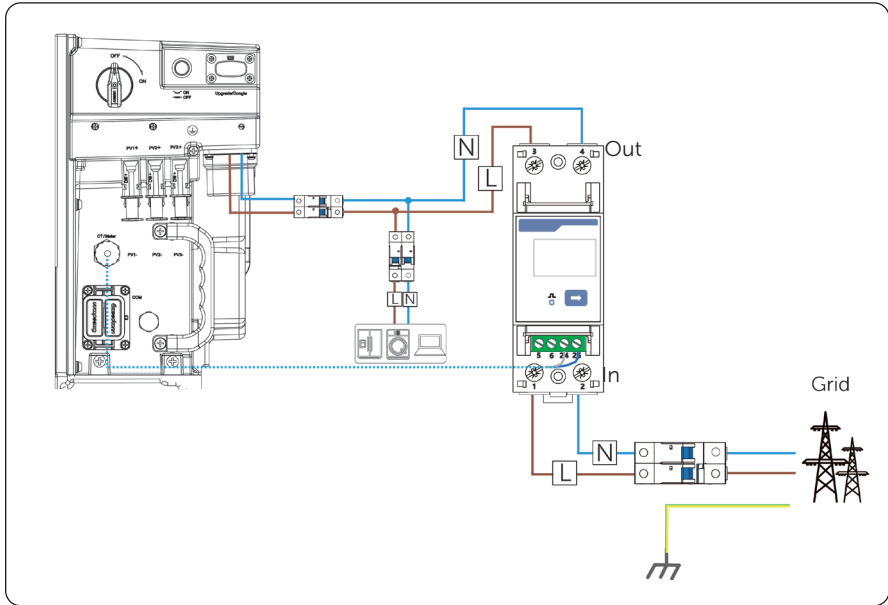 OFF
ON
ON
OFF
Upgrade/Dongle
PV1+ PV2+ PV3+
CT/Meter
PV1- PV2- PV3-
COM
N
L
L N
3 4
Out
5 6 24 25
1 2
In
N
L
Grid